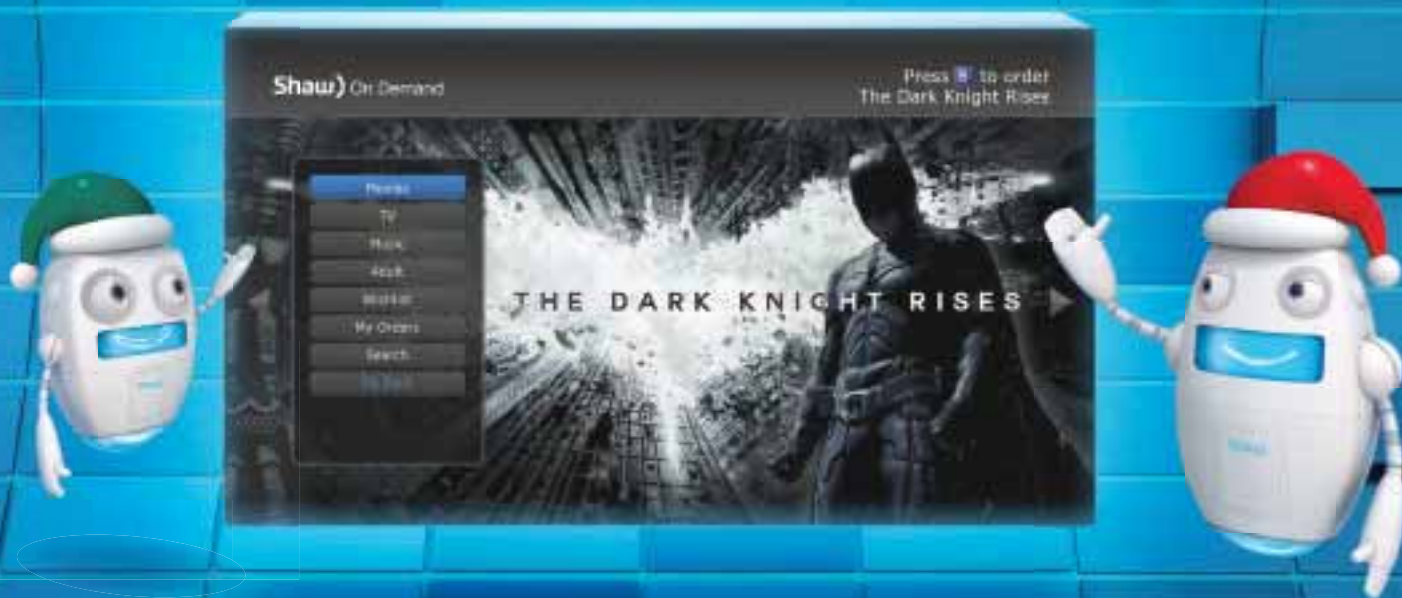 Shaw) On Demand
Press B to order
The Dark Knight Rises
Movies
TV
Music
Adult
Wishlist
My Orders
Search
THE DARK KNIGHT RISES